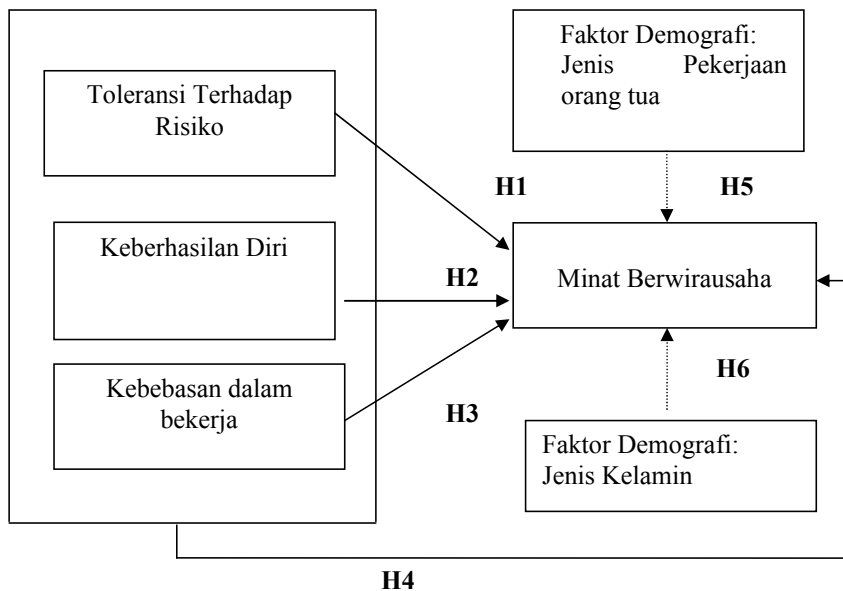 Toleransi Terhadap
Risiko
Keberhasilan Diri
Kebebasan dalam
bekerja
H1
H2
H3
Faktor Demografi:
Jenis Pekerjaan
orang tua
H5
Minat Berwirausaha
H6
Faktor Demografi:
Jenis Kelamin
H4